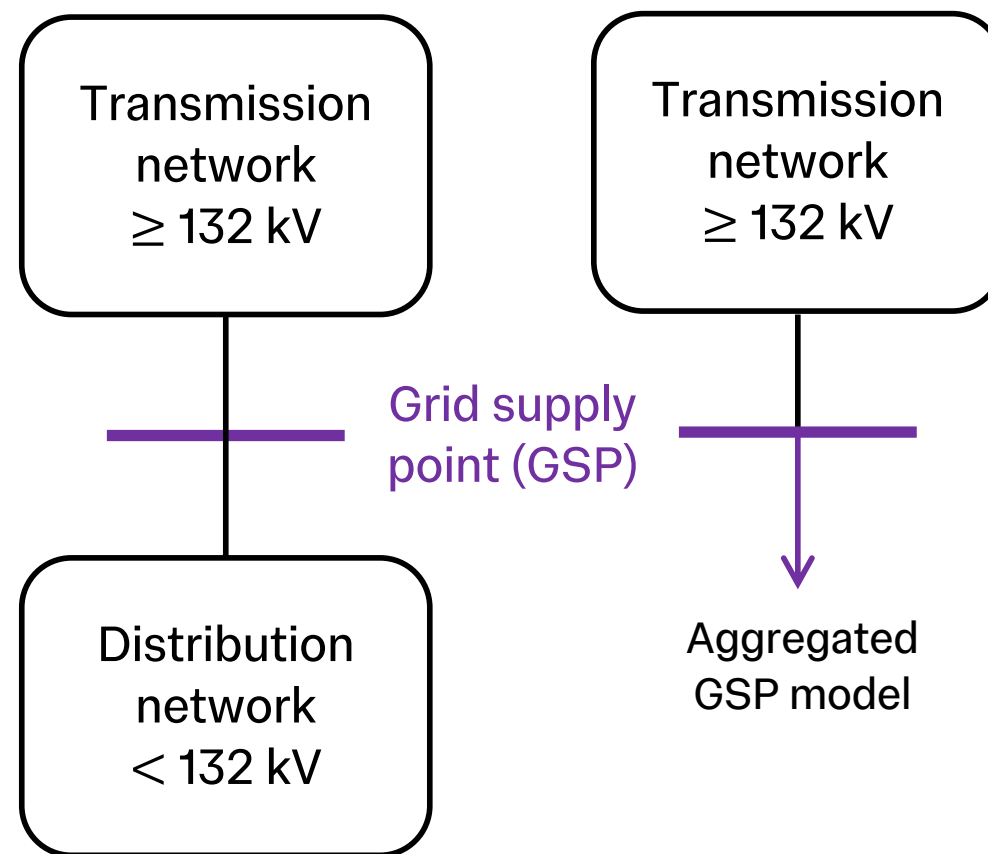 Transmission
network
≥ 132 kV
Transmission
network
≥ 132 kV
Grid supply
point (GSP)
Distribution
network
< 132 kV
Aggregated
GSP model